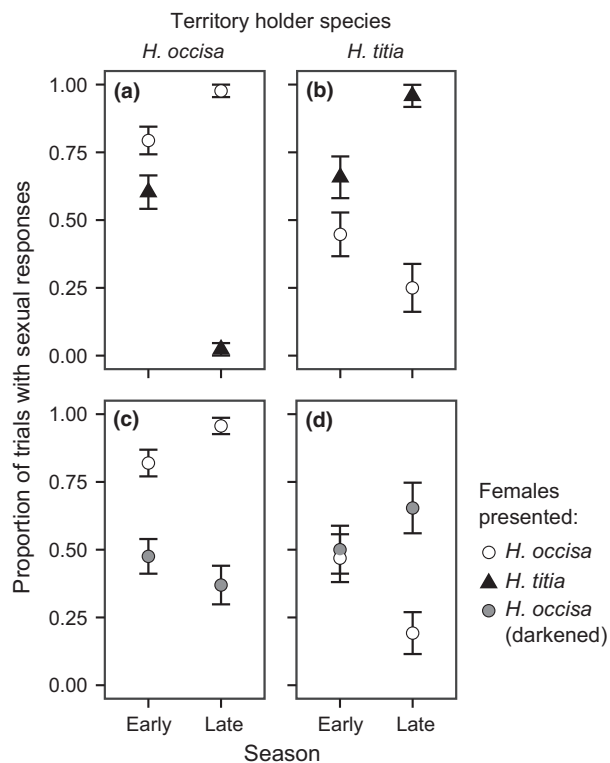 Territory holder species
H. occisa H. titia
Proportion of trials with sexual responses
(a) (b)
1.00
0.75
0.50
0.25
0.00
(c) (d)
1.00
0.75
0.50
0.25
0.00
Early Late Early Late
Season
Females
presented:
H. occisa
H. titia
H. occisa
(darkened)